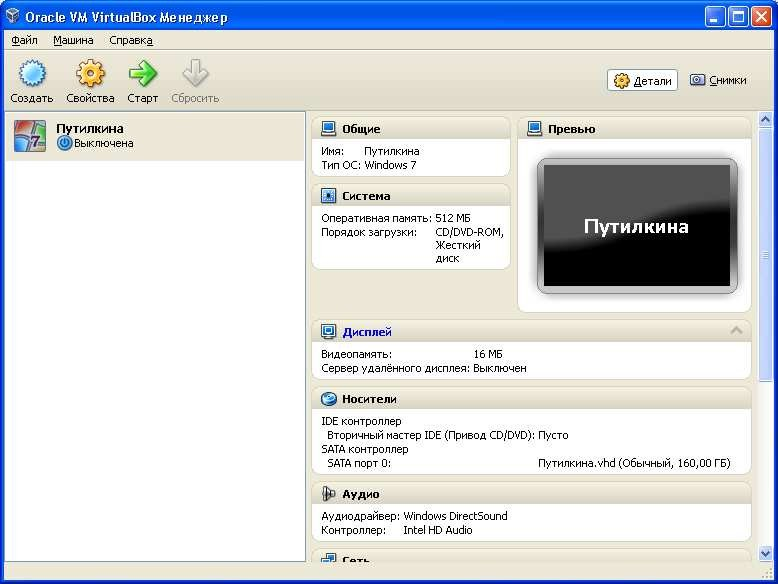 Oracle VM VirtualBox Менеджер
Файл Машина Справка
Создать Свойства Старт Сбросить
Детали Снимки
Путилкина
Выключена
Общие
Имя: Путилкина
Тип ОС: Windows 7
Система
Оперативная память: 512 МБ
Порядок загрузки: CD/DVD-ROM,
Жесткий
диск
Превью
Путилкина
Дисплей
Видеопамять: 16 МБ
Сервер удалённого дисплея: Выключен
Носители
IDE контроллер
Вторичный мастер IDE (Привод CD/DVD): Пусто
SATA контроллер
SATA порт 0: Путилкина.vhd (Обычный, 160,00 ГБ)
Аудио
Аудиодрайвер: Windows DirectSound
Контроллер: Intel HD Audio
Сеть